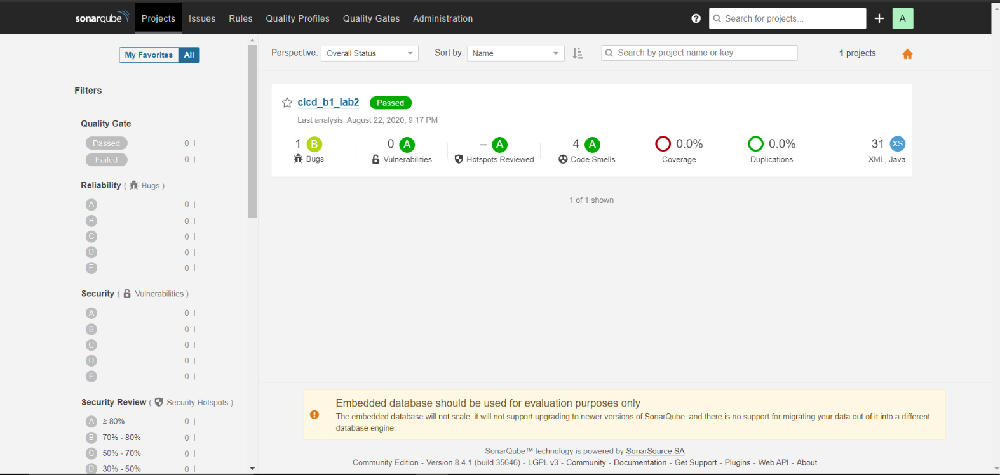 sonarqube Projects Issues Rules Quality Profiles Quality Gates Administration ? Search for projects... + A
My Favorites All
Perspective: Overall Status Sort by: Name Search by project name or key 1 projects
Filters
Quality Gate
Passed 0
Failed 0
Reliability ( Bugs )
A 0
B 0
C 0
D 0
E 0
Security ( Vulnerabilities )
A 0
B 0
C 0
D 0
E 0
Security Review ( Security Hotspots )
A ≥ 80% 0
B 70% - 80% 0
C 50% - 70% 0
D 30% - 50% 0
cicd_b1_lab2 Passed
Last analysis: August 22, 2020, 9:17 PM
1 B 0 A – A 4 A 0.0% 0.0% 31 XS
Bugs Vulnerabilities Hotspots Reviewed Code Smells Coverage Duplications XML, Java
1 of 1 shown
Embedded database should be used for evaluation purposes only
The embedded database will not scale, it will not support upgrading to newer versions of SonarQube, and there is no support for migrating your data out of it into a different
database engine.
SonarQube™ technology is powered by SonarSource SA
Community Edition - Version 8.4.1 (build 35646) - LGPL v3 - Community - Documentation - Get Support - Plugins - Web API - About